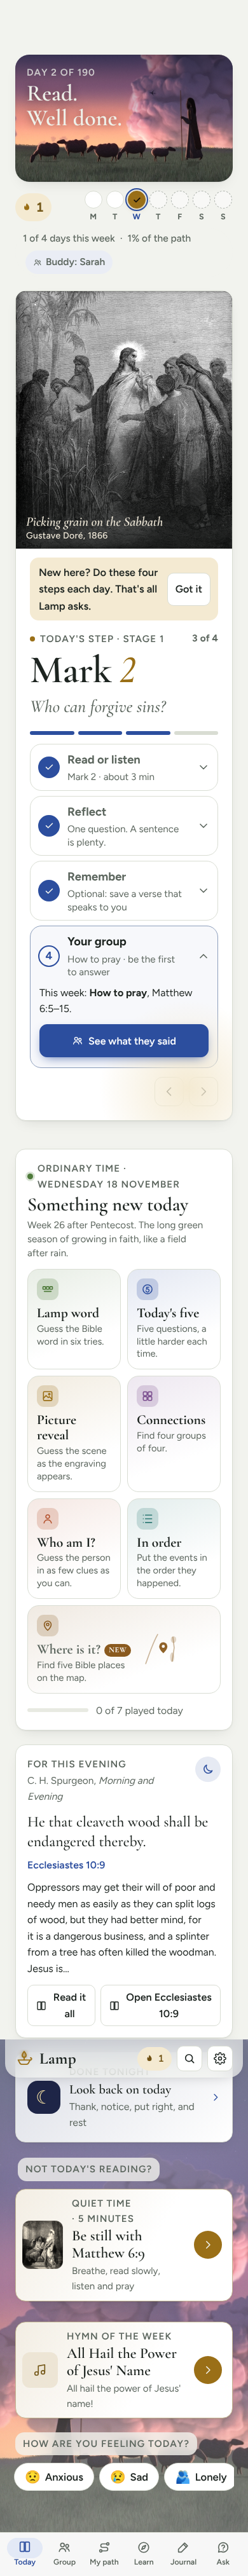 DAY 2 OF 190
Read.
Well done.
1
M T W T F S S
1 of 4 days this week · 1% of the path
Buddy: Sarah
Picking grain on the Sabbath
Gustave Doré, 1866
New here? Do these four
steps each day. That's all
Lamp asks.
Got it
TODAY'S STEP · STAGE 1
3 of 4
Mark 2
Who can forgive sins?
Read or listen
Mark 2 · about 3 min
Reflect
One question. A sentence
is plenty.
Remember
Optional: save a verse that
speaks to you
4
Your group
How to pray · be the first
to answer
This week: How to pray, Matthew
6:5–15.
See what they said
ORDINARY TIME ·
WEDNESDAY 18 NOVEMBER
Something new today
Week 26 after Pentecost. The long green
season of growing in faith, like a field
after rain.
Lamp word
Guess the Bible
word in six tries.
Today's five
Five questions, a
little harder each
time.
Picture
reveal
Guess the scene
as the engraving
appears.
Connections
Find four groups
of four.
Who am I?
Guess the person
in as few clues as
you can.
In order
Put the events in
the order they
happened.
Where is it? NEW
Find five Bible places
on the map.
0 of 7 played today
FOR THIS EVENING
C. H. Spurgeon, Morning and
Evening
He that cleaveth wood shall be
endangered thereby.
Ecclesiastes 10:9
Oppressors may get their will of poor and
needy men as easily as they can split logs
of wood, but they had better mind, for
it is a dangerous business, and a splinter
from a tree has often killed the woodman.
Jesus is…
Read it
all
Open Ecclesiastes
10:9
Lamp
1
DONE TONIGHT
Look back on today
Thank, notice, put right, and
rest
NOT TODAY'S READING?
QUIET TIME
· 5 MINUTES
Be still with
Matthew 6:9
Breathe, read slowly,
listen and pray
HYMN OF THE WEEK
All Hail the Power
of Jesus' Name
All hail the power of Jesus'
name!
HOW ARE YOU FEELING TODAY?
Anxious
Sad
Lonely
Today
Group
My path
Learn
Journal
Ask